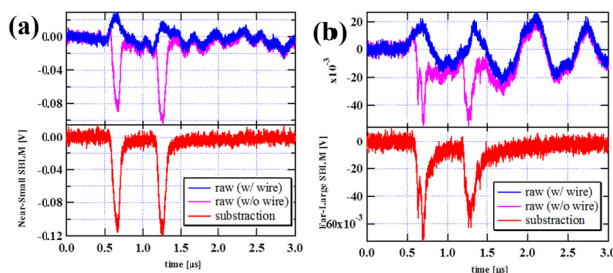 (a)
0.00
-0.04
-0.08
0.00
-0.04
-0.08
0.12
Near-Small SBLM [V]
raw (w/ wire)
raw (w/o wire)
substraction
0.0 0.5 1.0 1.5 2.0 2.5 3.0
time [μs]
(b)
20
0
x10-3
-20
-40
0
-20
-40
60x10-3
raw (w/ wire)
raw (w/o wire)
substraction
0.0 0.5 1.0 1.5 2.0 2.5 3.0
time [μs]